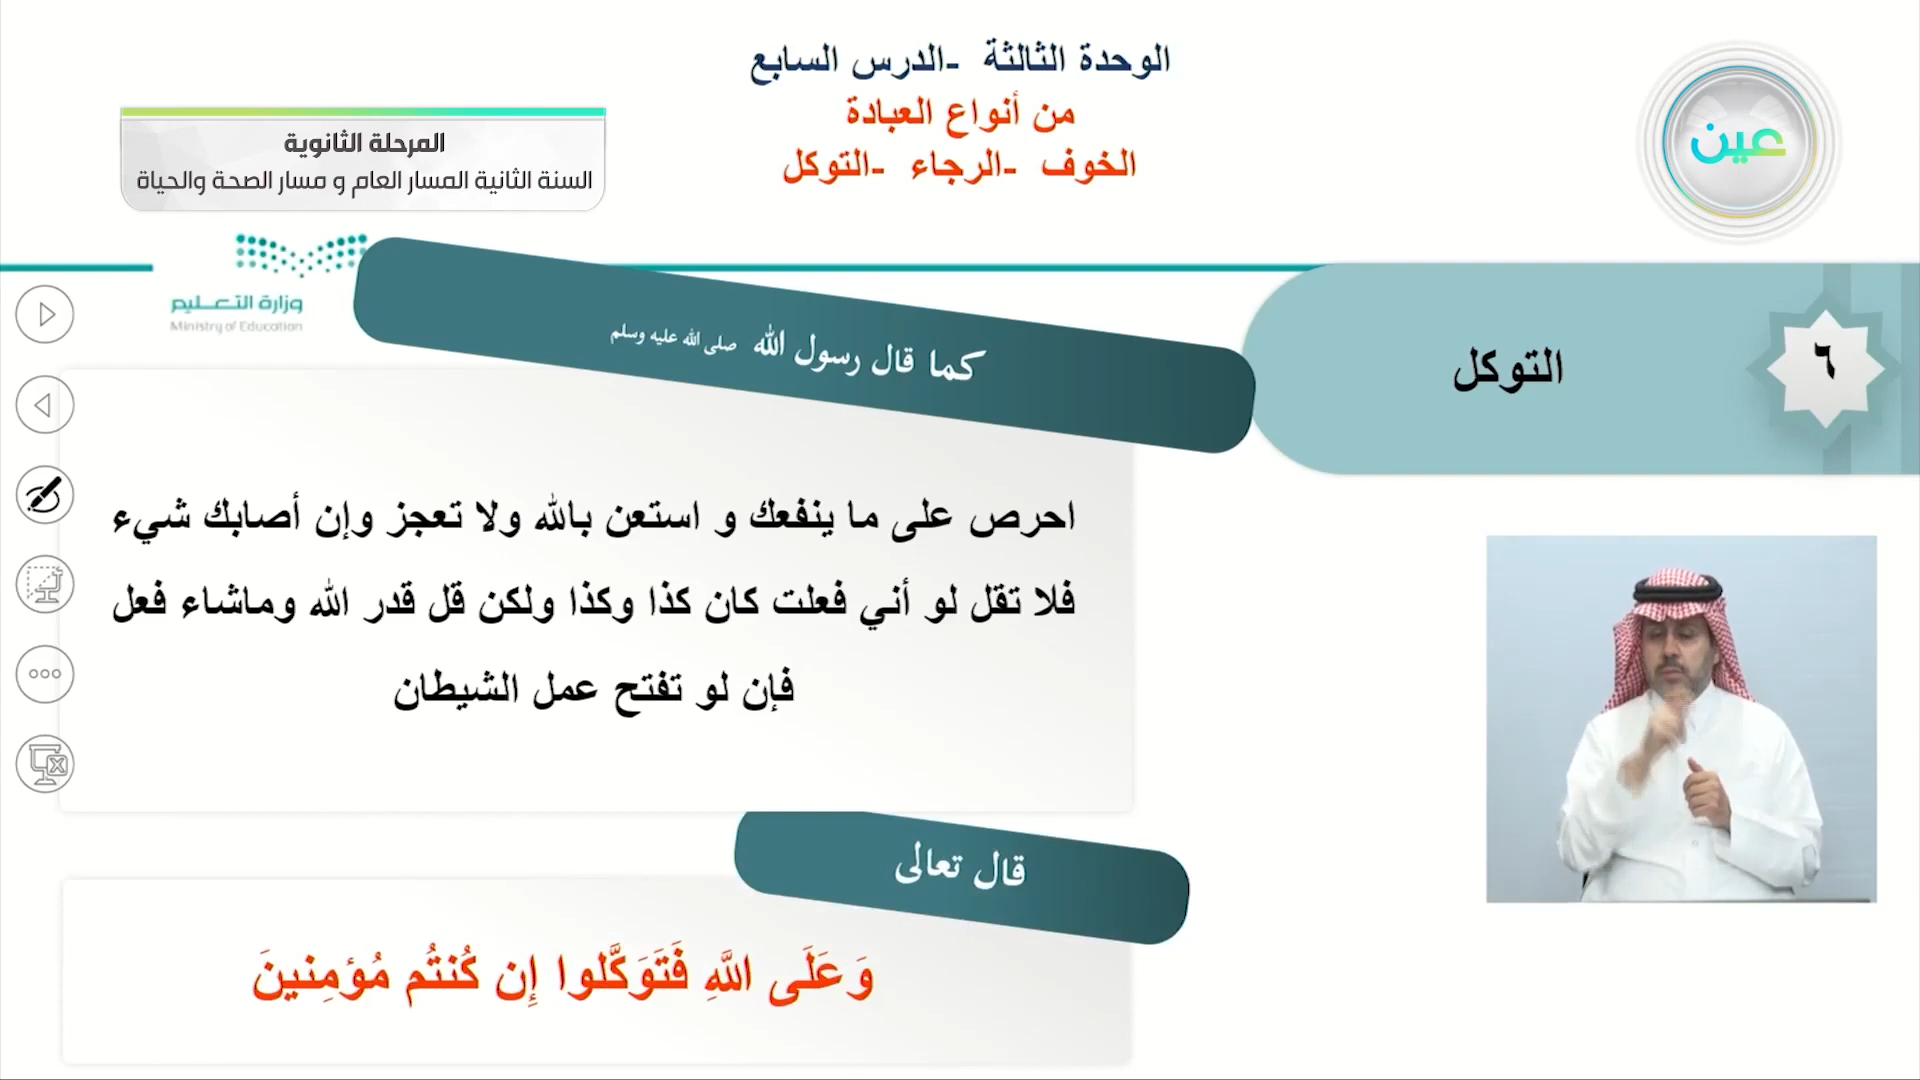 الوحدة الثالثة -الدرس السابع
من أنواع العبادة
الخوف -الرجاء -التوكل
عين
المرحلة الثانوية
السنة الثانية المسار العام و مسار الصحة والحياة
وزارة التعليم
Ministry of Education
٦
التوكل
كما قال رسول الله صلى الله عليه وسلم
احرص على ما ينفعك و استعن بالله ولا تعجز وإن أصابك شيء
فلا تقل لو أني فعلت كان كذا وكذا ولكن قل قدر الله وماشاء فعل
فإن لو تفتح عمل الشيطان
قال تعالى
وَعَلَى اللَّهِ فَتَوَكَّلوا إِن كُنتُم مُؤمِنينَ